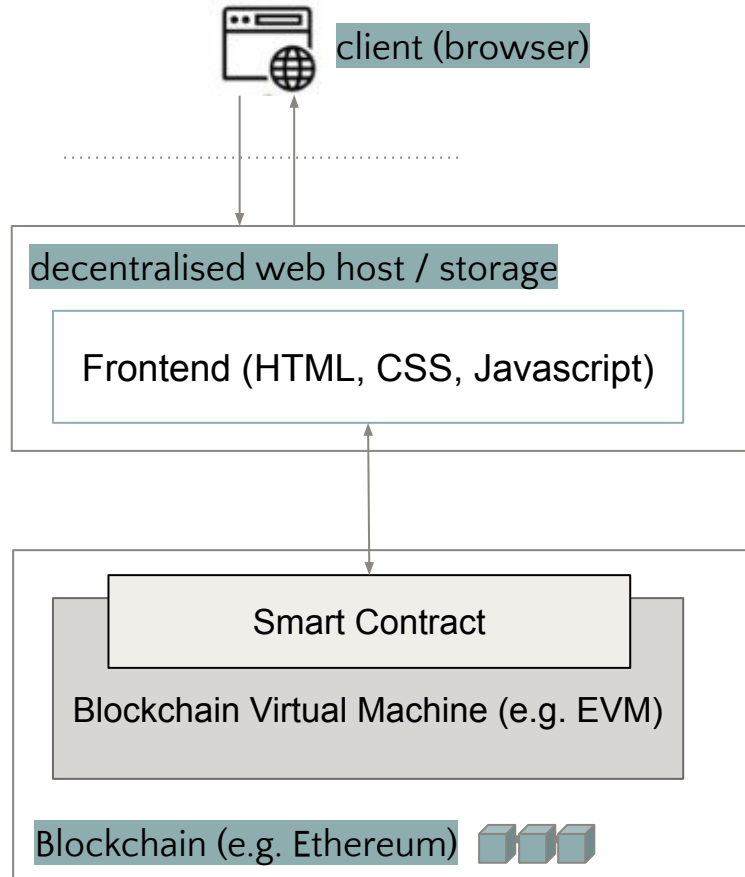 client (browser)
decentralised web host / storage
Frontend (HTML, CSS, Javascript)
Smart Contract
Blockchain Virtual Machine (e.g. EVM)
Blockchain (e.g. Ethereum)